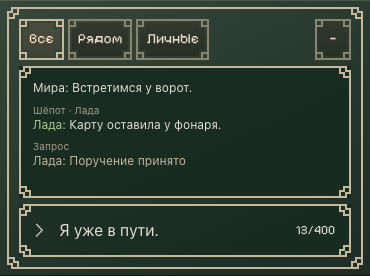 Все Рядом Личные -
Мира: Встретимся у ворот.
Шёпот · Лада
Лада: Карту оставила у фонаря.
Запрос
Лада: Поручение принято
Я уже в пути. 13/400